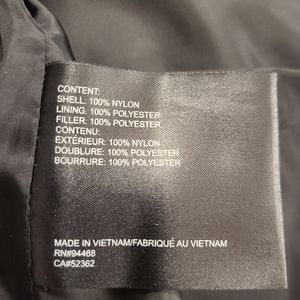 CONTENT:
SHELL: 100% NYLON
LINING: 100% POLYESTER
FILLER: 100% POLYESTER
CONTENU:
EXTÉRIEUR: 100% NYLON
DOUBLURE: 100% POLYESTER
BOURRURE: 100% POLYESTER
MADE IN VIETNAM/FABRIQUÉ AU VIETNAM
RN#94468
CA#52362